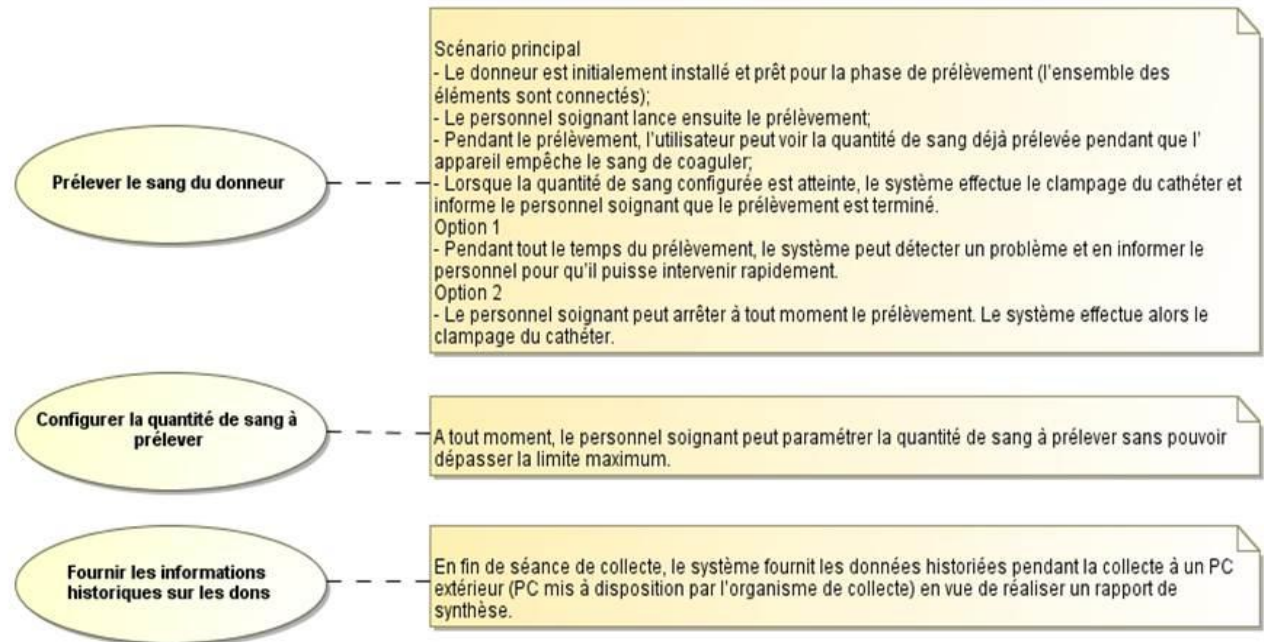 Scénario principal
- Le donneur est initialement installé et prêt pour la phase de prélèvement (l'ensemble des
éléments sont connectés);
- Le personnel soignant lance ensuite le prélèvement;
- Pendant le prélèvement, l'utilisateur peut voir la quantité de sang déjà prélevée pendant que l'
appareil empêche le sang de coaguler;
- Lorsque la quantité de sang configurée est atteinte, le système effectue le clampage du cathéter et
informe le personnel soignant que le prélèvement est terminé.
Option 1
- Pendant tout le temps du prélèvement, le système peut détecter un problème et en informer le
personnel pour qu'il puisse intervenir rapidement.
Option 2
- Le personnel soignant peut arrêter à tout moment le prélèvement. Le système effectue alors le
clampage du cathéter.
Prélever le sang du donneur
Configurer la quantité de sang à
prélever
A tout moment, le personnel soignant peut paramétrer la quantité de sang à prélever sans pouvoir
dépasser la limite maximum.
Fournir les informations
historiques sur les dons
En fin de séance de collecte, le système fournit les données historiées pendant la collecte à un PC
extérieur (PC mis à disposition par l'organisme de collecte) en vue de réaliser un rapport de
synthèse.